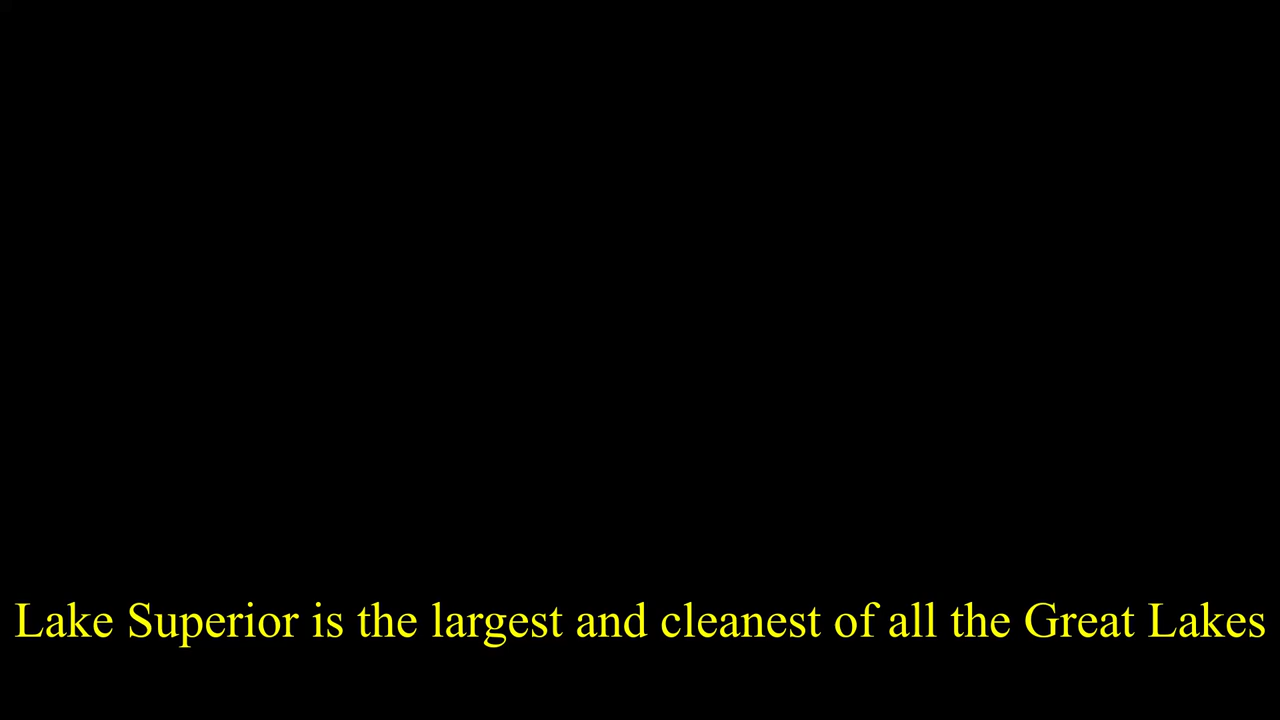 Lake Superior is the largest and cleanest of all the Great Lakes